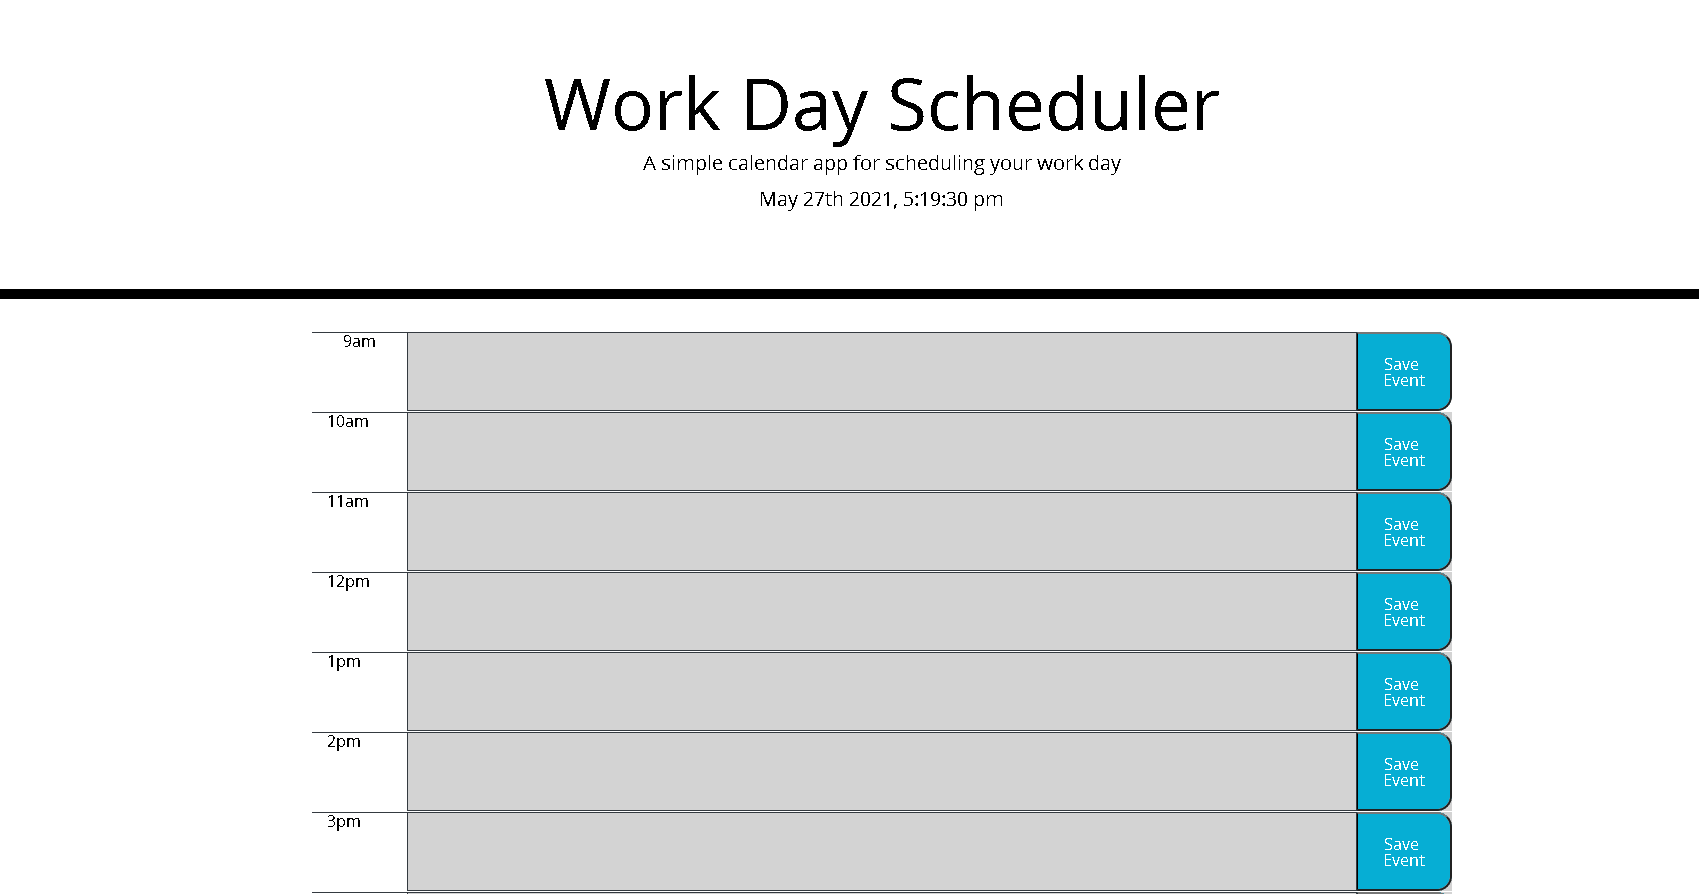 Work Day Scheduler
A simple calendar app for scheduling your work day
May 27th 2021, 5:19:30 pm
9am
Save
Event
10am
Save
Event
11am
Save
Event
12pm
Save
Event
1pm
Save
Event
2pm
Save
Event
3pm
Save
Event